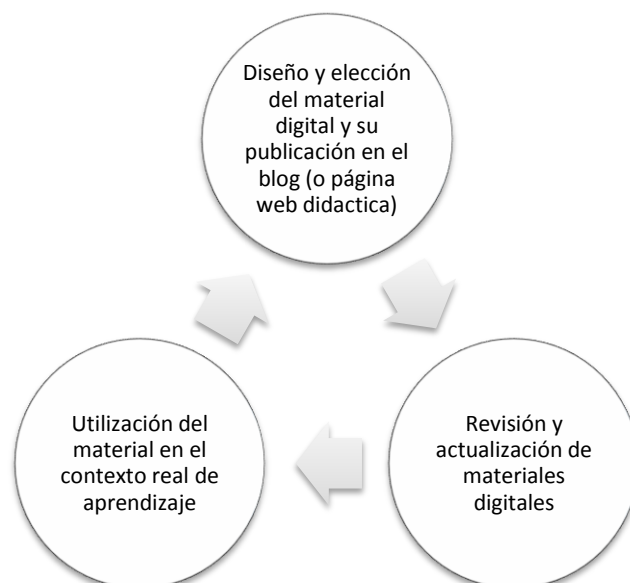 Diseño y elección
del material
digital y su
publicación en el
blog (o página
web didactica)
Utilización del
material en el
contexto real de
aprendizaje
Revisión y
actualización de
materiales
digitales